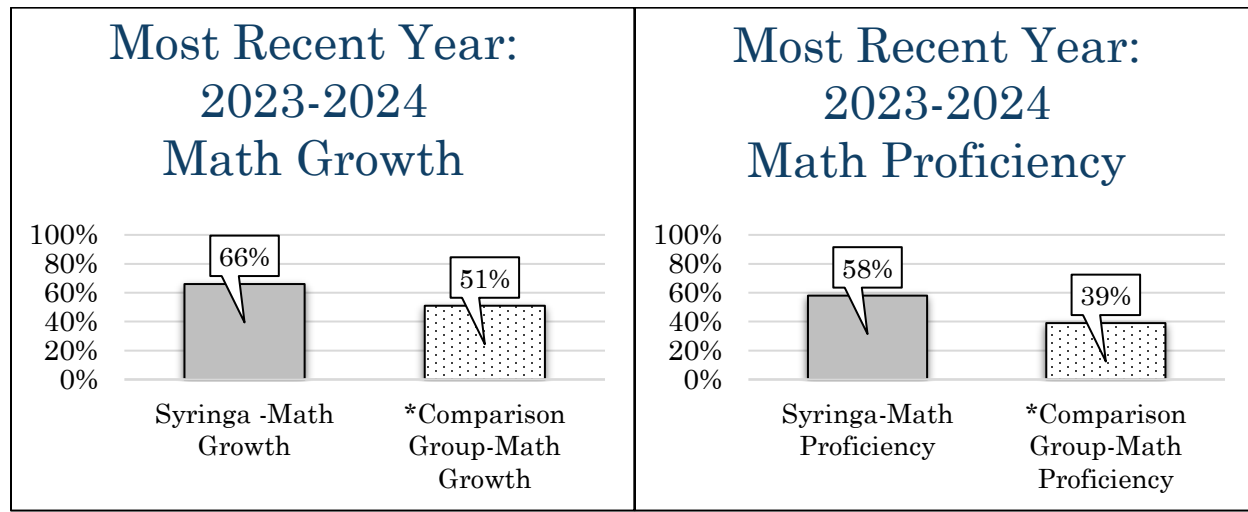 Most Recent Year:
2023-2024
Math Growth
100%
80%
60%
40%
20%
0%
66%
51%
Syringa -Math
Growth
*Comparison
Group-Math
Growth
Most Recent Year:
2023-2024
Math Proficiency
100%
80%
60%
40%
20%
0%
58%
39%
Syringa-Math
Proficiency
*Comparison
Group-Math
Proficiency